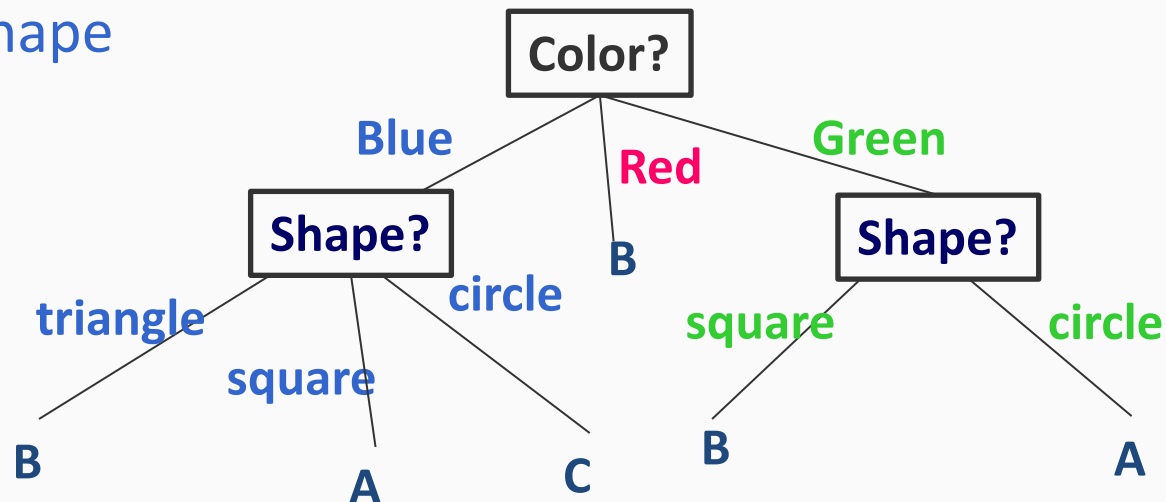 hape
Color?
Blue
Red
Green
Shape?
Shape?
B
triangle
square
circle
square
circle
B
A
C
B
A